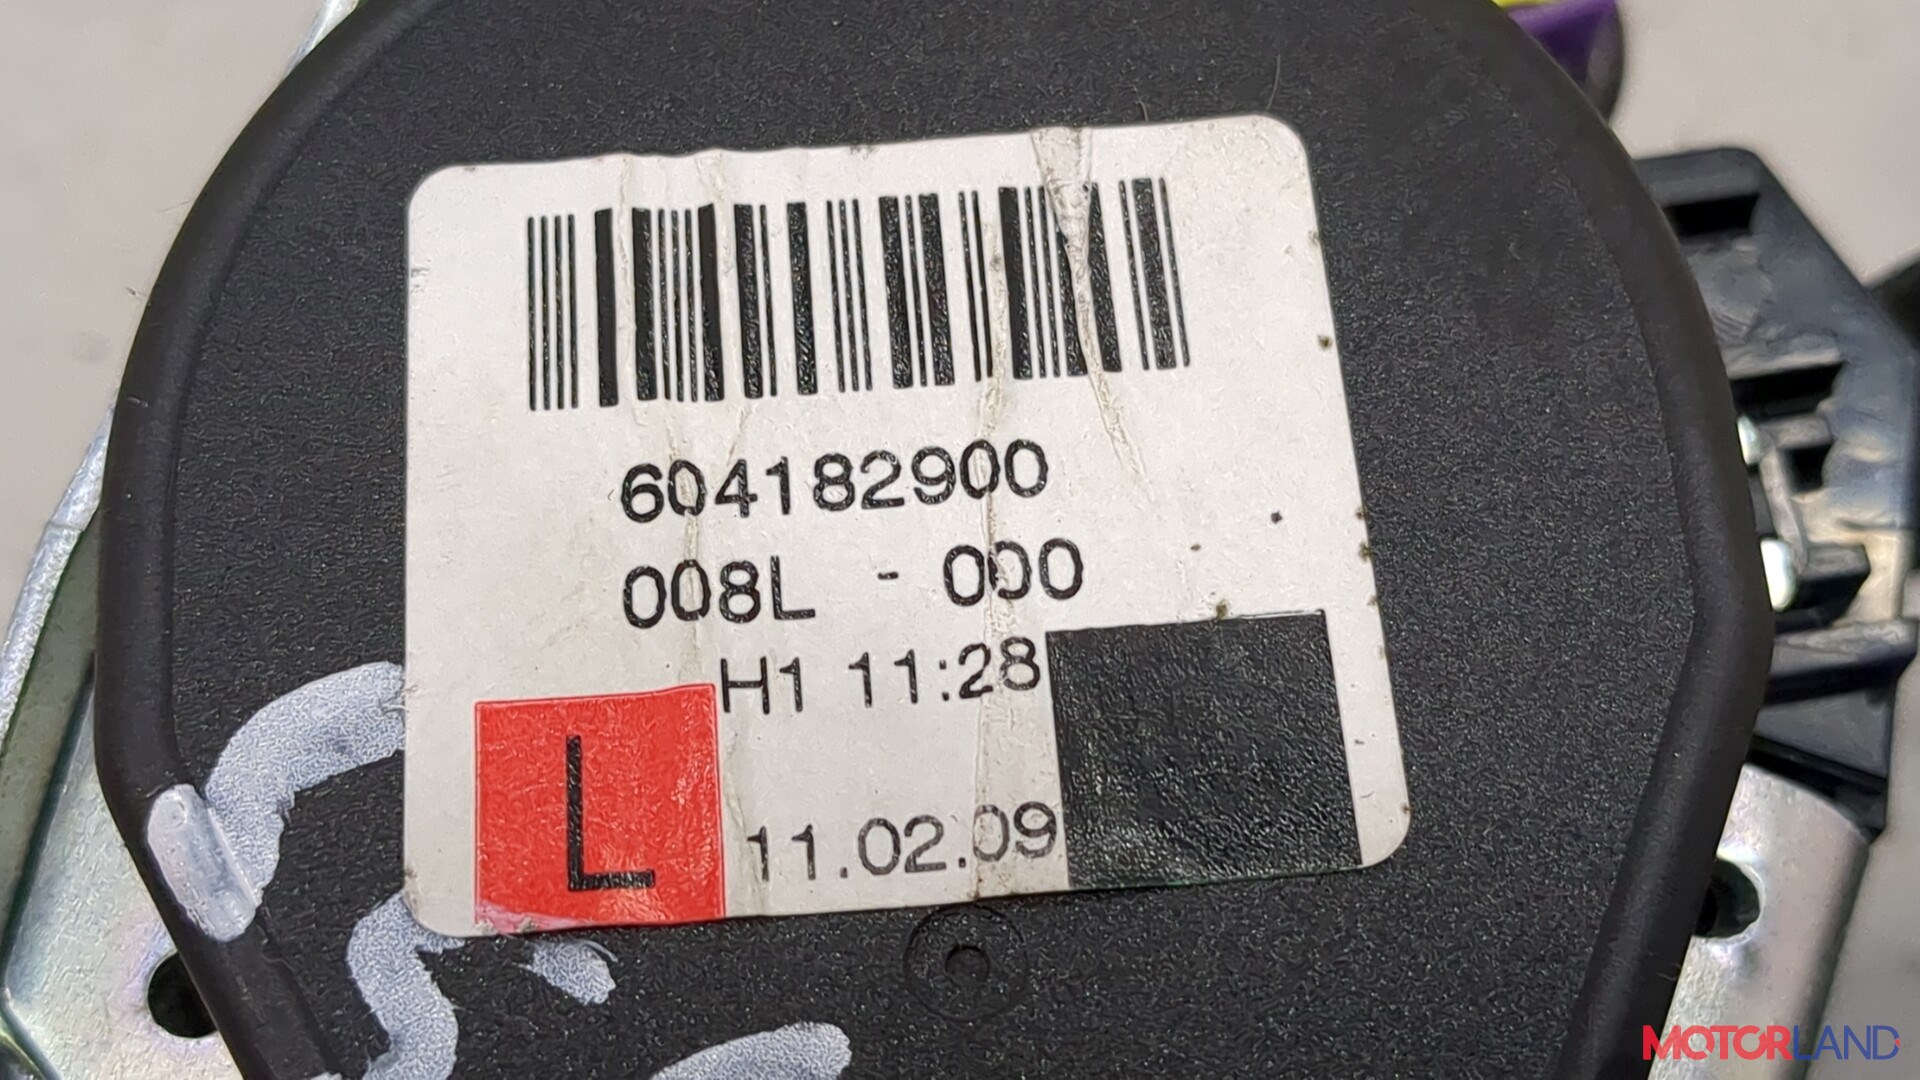 604182900
008L - 000
H1 11:28
L
11.02.09
MOTORLAND